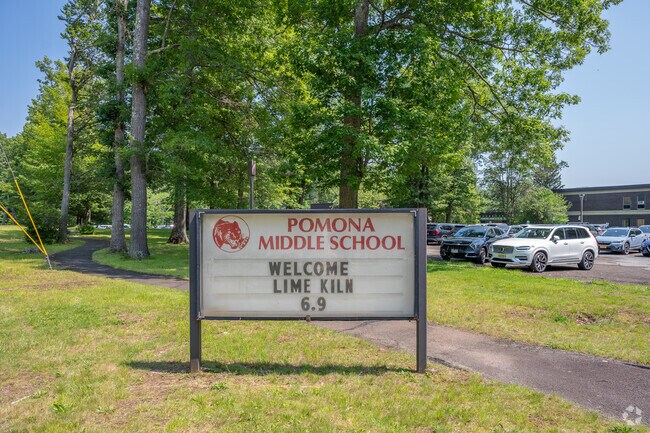 POMONA
MIDDLE SCHOOL
WELCOME
LIME KILN
6.9